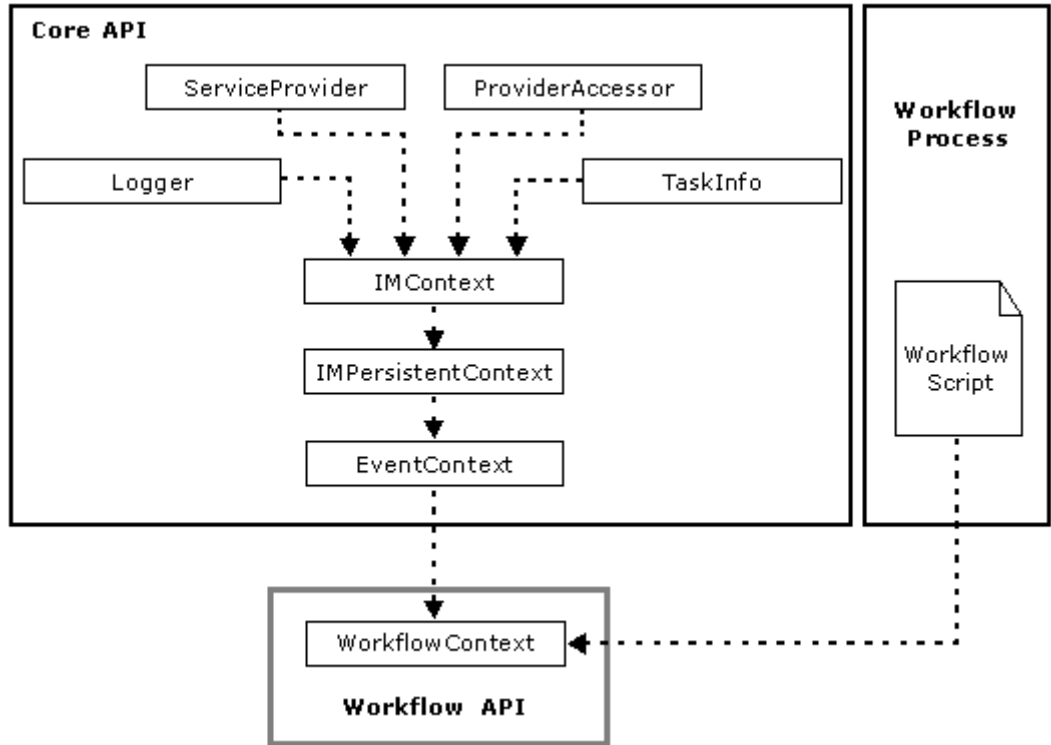 Core API
ServiceProvider
ProviderAccessor
Logger
TaskInfo
IMContext
IMPersistentContext
EventContext
Workflow
Process
Workflow
Script
WorkflowContext
Workflow API